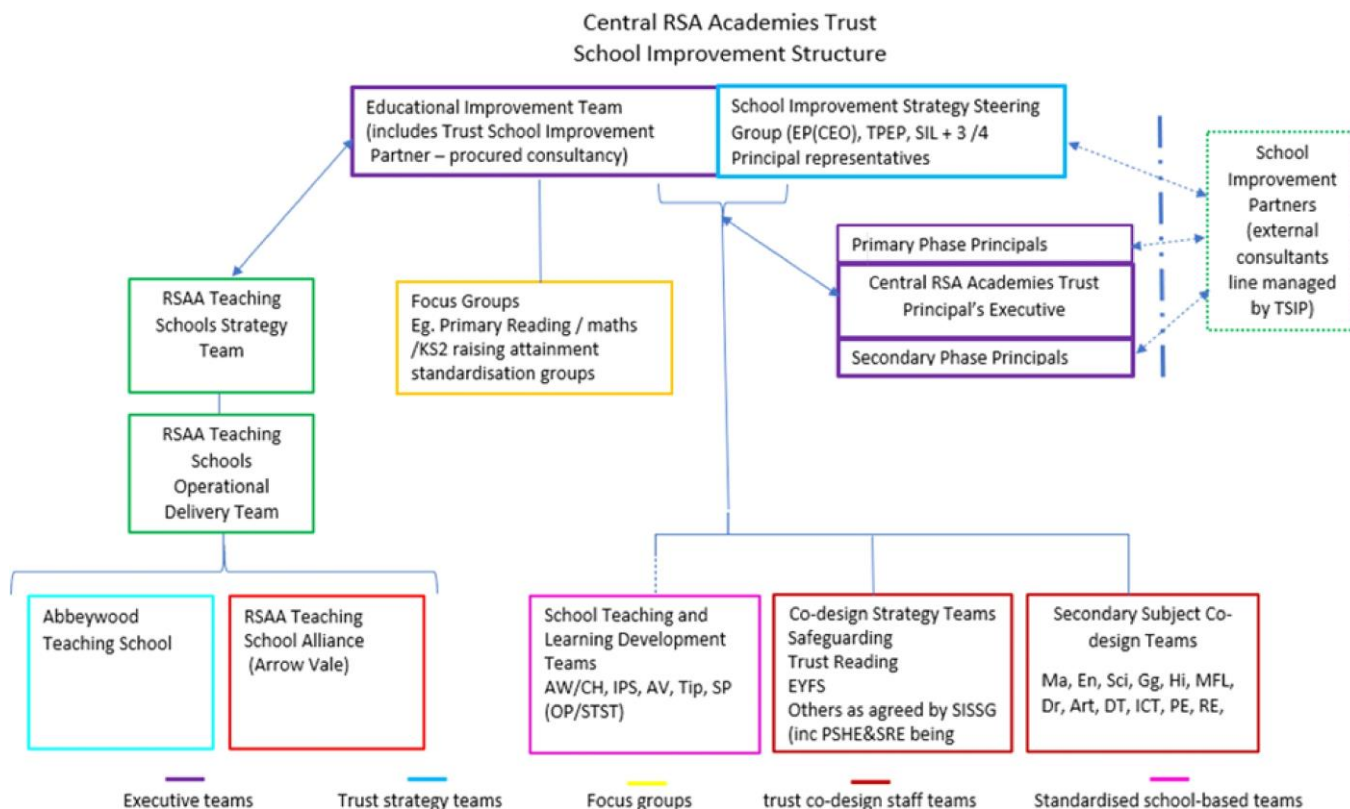 Central RSA Academies Trust
School Improvement Structure
Educational Improvement Team
(includes Trust School Improvement
Partner – procured consultancy)
School Improvement Strategy Steering
Group (EP(CEO), TPEP, SIL + 3 /4
Principal representatives
School
Improvement
Partners
(external
consultants
line managed
by TSIP)
Primary Phase Principals
Central RSA Academies Trust
Principal's Executive
Secondary Phase Principals
RSAA Teaching
Schools Strategy
Team
Focus Groups
Eg. Primary Reading / maths
/KS2 raising attainment
standardisation groups
RSAA Teaching
Schools
Operational
Delivery Team
Abbeywood
Teaching School
RSAA Teaching
School Alliance
(Arrow Vale)
School Teaching and
Learning Development
Teams
AW/CH, IPS, AV, Tip, SP
(OP/STST)
Co-design Strategy Teams
Safeguarding
Trust Reading
EYFS
Others as agreed by SISSG
(inc PSHE&SRE being
Secondary Subject Co-
design Teams
Ma, En, Sci, Gg, Hi, MFL,
Dr, Art, DT, ICT, PE, RE,
Executive teams
Trust strategy teams
Focus groups
trust co-design staff teams
Standardised school-based teams